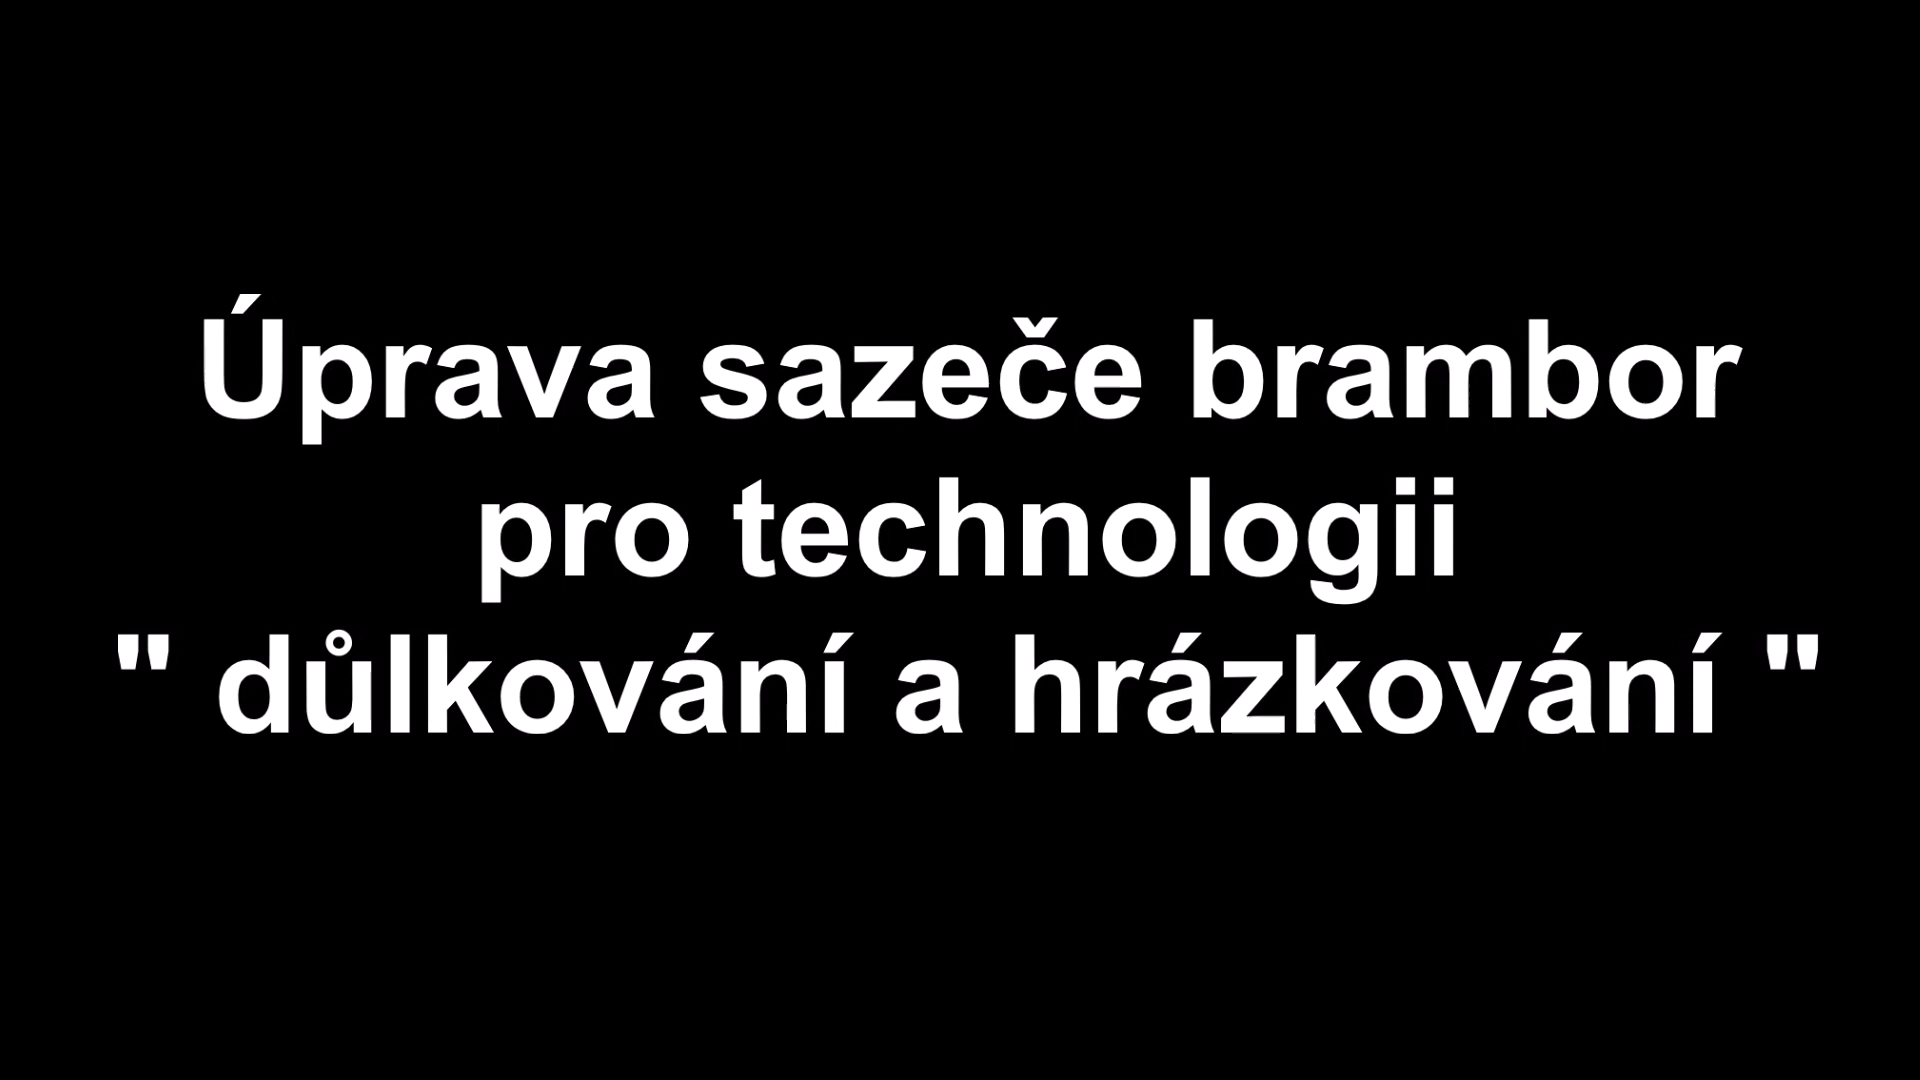 Úprava sazeče brambor
pro technologii
" důlkování a hrázkování "